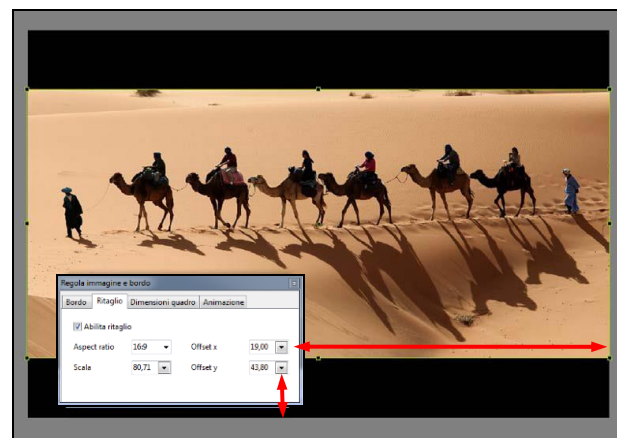 Regola immagine e bordo
Bordo Ritaglio Dimensioni quadro Animazione
Abilita ritaglio
Aspect ratio 16:9 Offset x 19,00
Scala 80,71 Offset y 43,80